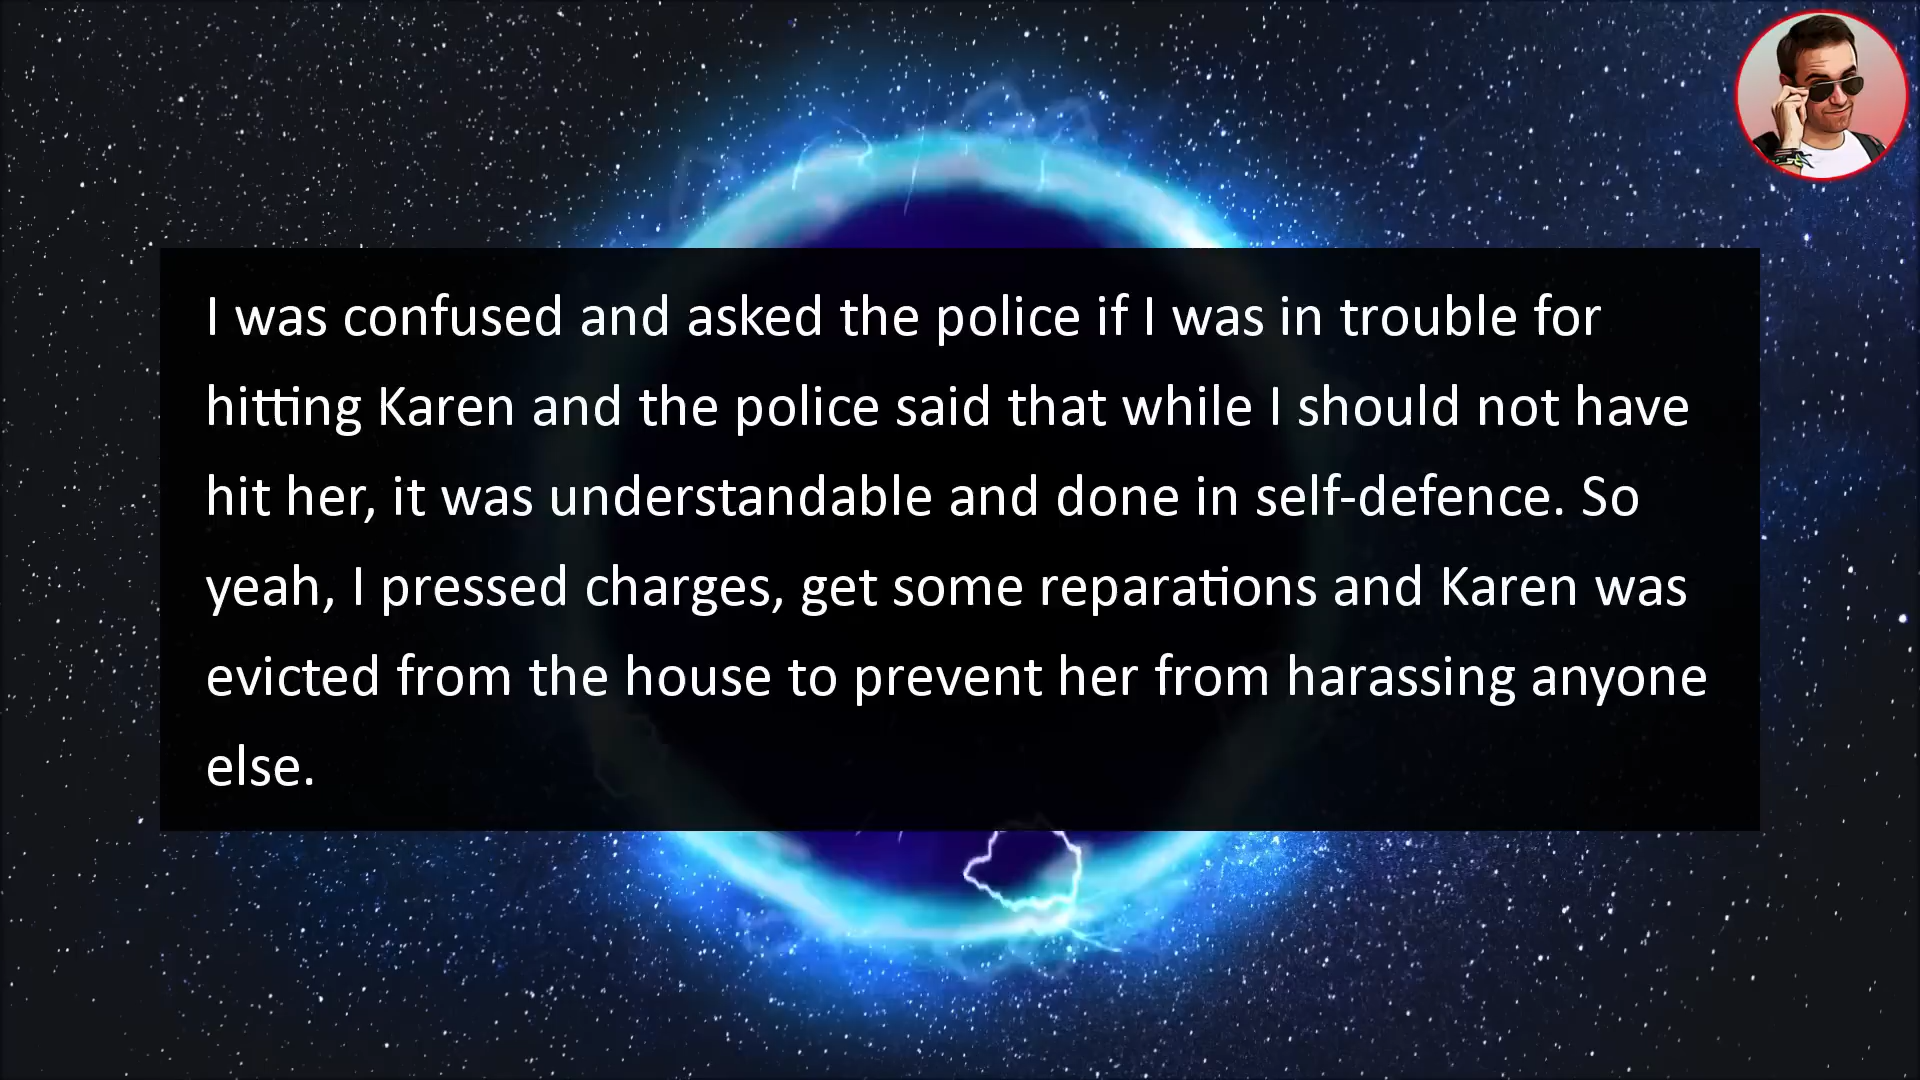 I was confused and asked the police if I was in trouble for
hitting Karen and the police said that while I should not have
hit her, it was understandable and done in self-defence. So
yeah, I pressed charges, get some reparations and Karen was
evicted from the house to prevent her from harassing anyone
else.